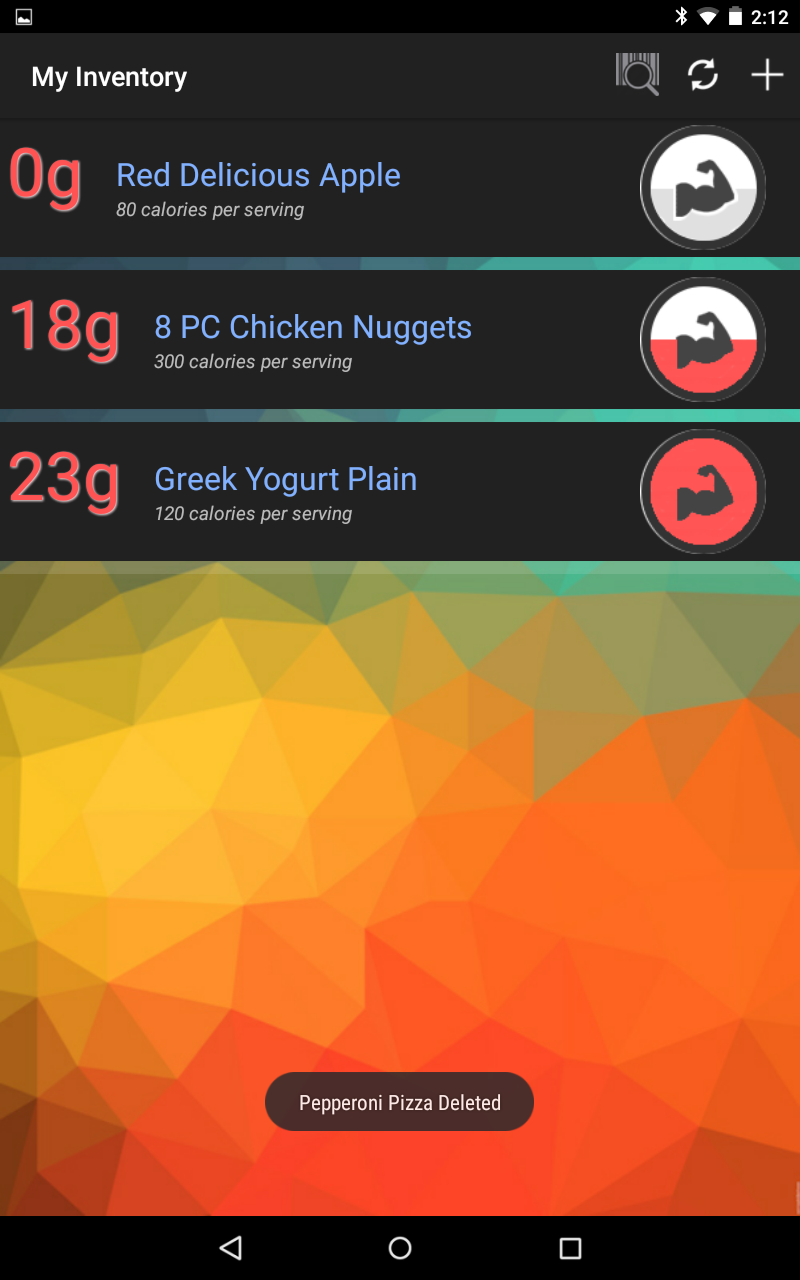 2:12
My Inventory
0g
Red Delicious Apple
80 calories per serving
18g
8 PC Chicken Nuggets
300 calories per serving
23g
Greek Yogurt Plain
120 calories per serving
Pepperoni Pizza Deleted